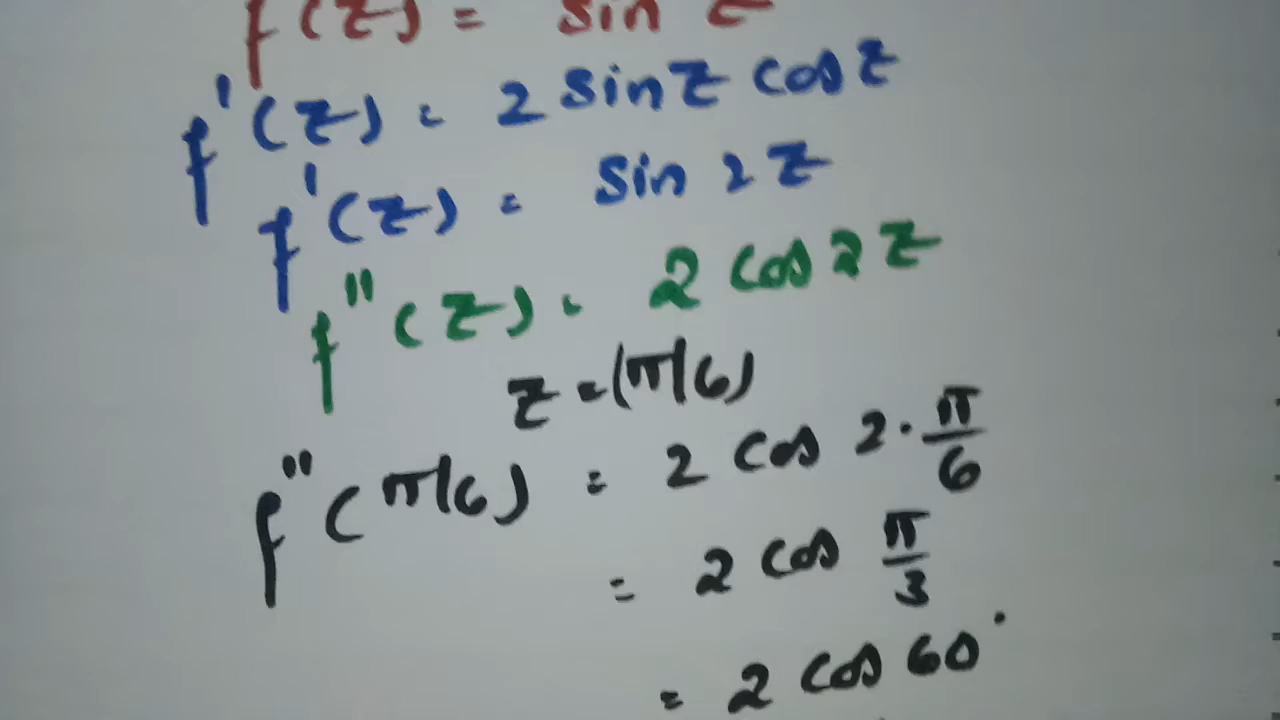 f(z) = sin z
f'(z) = 2 sin z cos z
f'(z) = sin 2z
f''(z) = 2 cos 2z
z = (π/6)
f''(π/6) = 2 cos 2·π/6
= 2 cos π/3
= 2 cos 60°